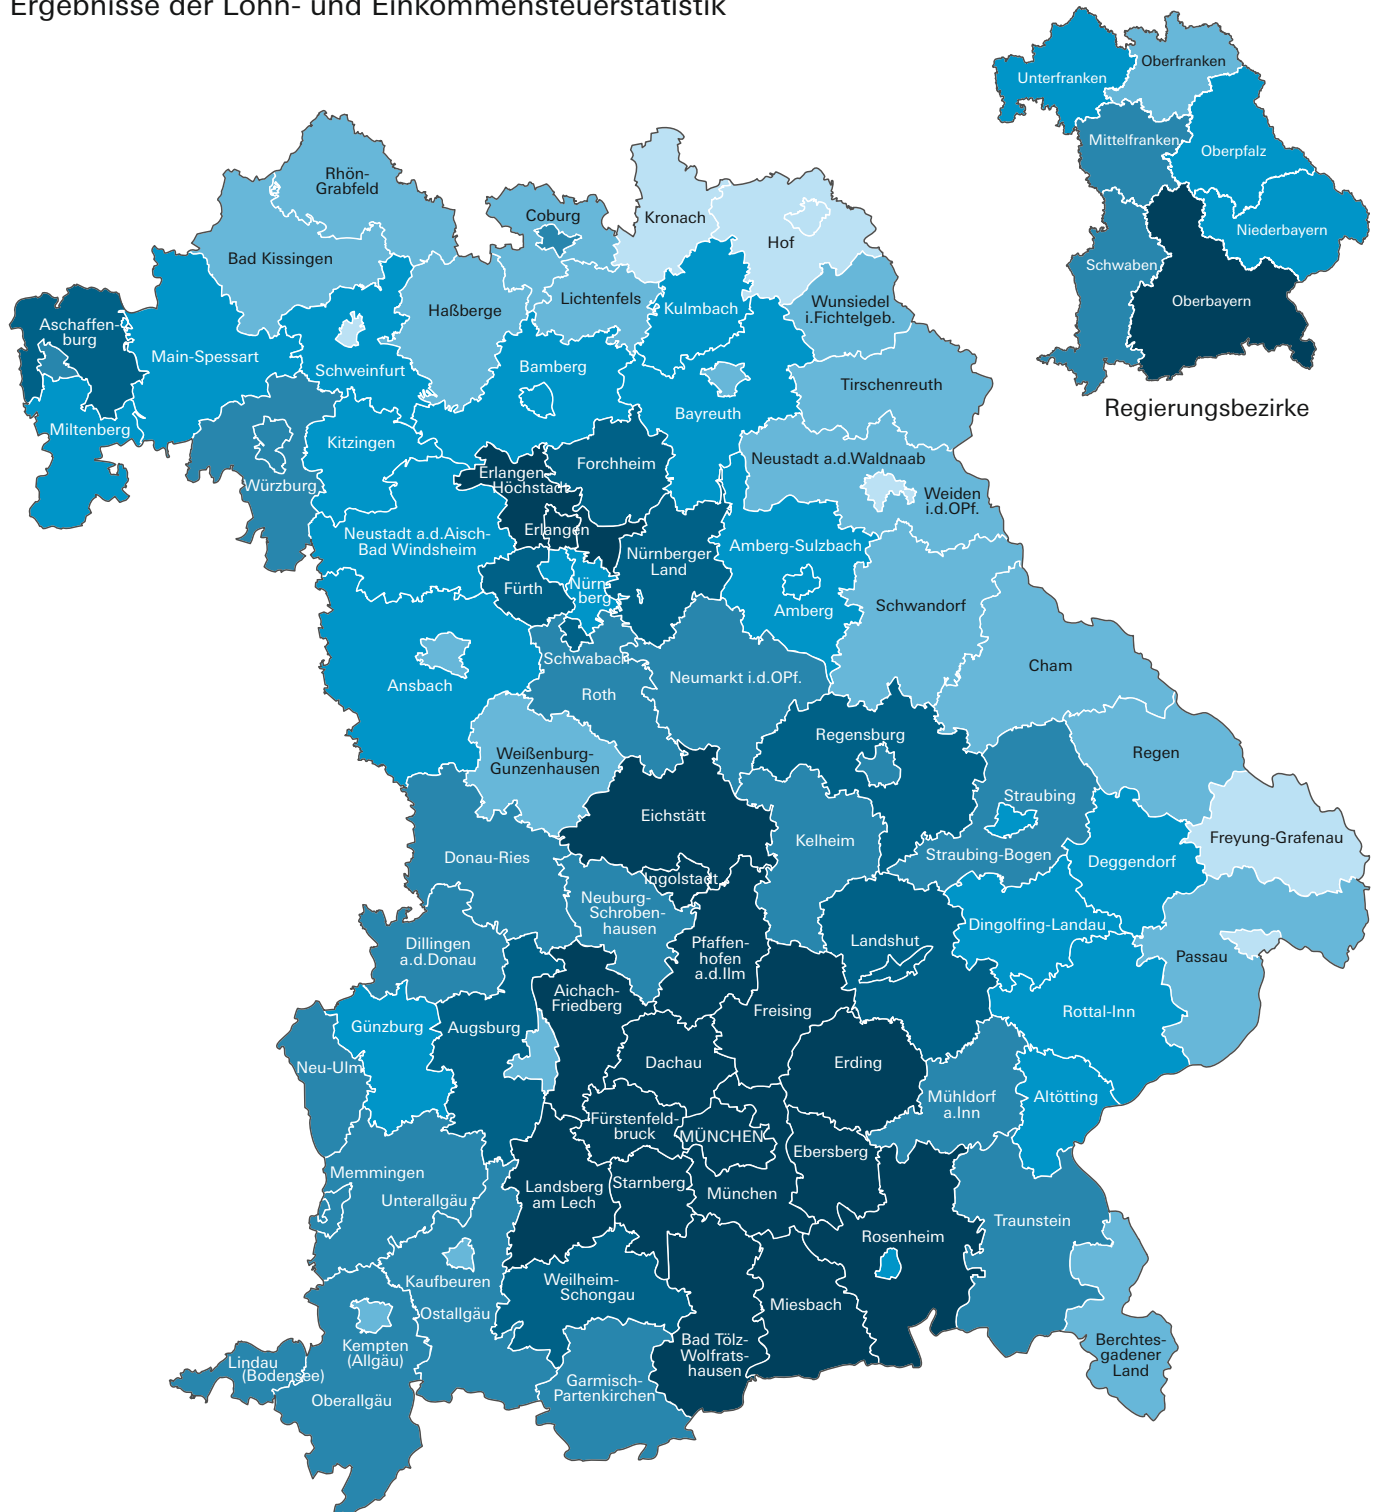 Ergebnisse der Lohn- und Einkommensteuerstatistik
Unterfranken
Oberfranken
Mittelfranken
Oberpfalz
Niederbayern
Schwaben
Oberbayern
Regierungsbezirke
Rhön-
Grabfeld
Coburg
Kronach
Hof
Bad Kissingen
Lichtenfels
Haßberge
Kulmbach
Wunsiedel
i.Fichtelgeb.
Aschaffen-
burg
Main-Spessart
Schweinfurt
Bamberg
Tirschenreuth
Bayreuth
Miltenberg
Kitzingen
Neustadt a.d.Waldnaab
Forchheim
Erlangen-
Höchstadt
Würzburg
Weiden
i.d.OPf.
Erlangen
Neustadt a.d.Aisch-
Bad Windsheim
Nürnberger
Land
Amberg-Sulzbach
Fürth
Nürn-
berg
Amberg
Schwandorf
Schwabach
Cham
Ansbach
Roth
Neumarkt i.d.OPf.
Regensburg
Weißenburg-
Gunzenhausen
Regen
Straubing
Eichstätt
Kelheim
Freyung-Grafenau
Donau-Ries
Straubing-Bogen
Deggendorf
Ingolstadt
Neuburg-
Schroben-
hausen
Dingolfing-Landau
Dillingen
a.d.Donau
Pfaffen-
hofen
a.d.Ilm
Landshut
Passau
Aichach-
Friedberg
Freising
Rottal-Inn
Günzburg
Augsburg
Neu-Ulm
Dachau
Erding
Mühldorf
a.Inn
Altötting
Fürstenfeld-
bruck
MÜNCHEN
Ebersberg
Memmingen
Unterallgäu
Landsberg
am Lech
Starnberg
München
Traunstein
Rosenheim
Kaufbeuren
Weilheim-
Schongau
Ostallgäu
Miesbach
Kempten
(Allgäu)
Bad Tölz-
Wolfrats-
hausen
Berchtes-
gadener
Land
Lindau
(Bodensee)
Garmisch-
Partenkirchen
Oberallgäu